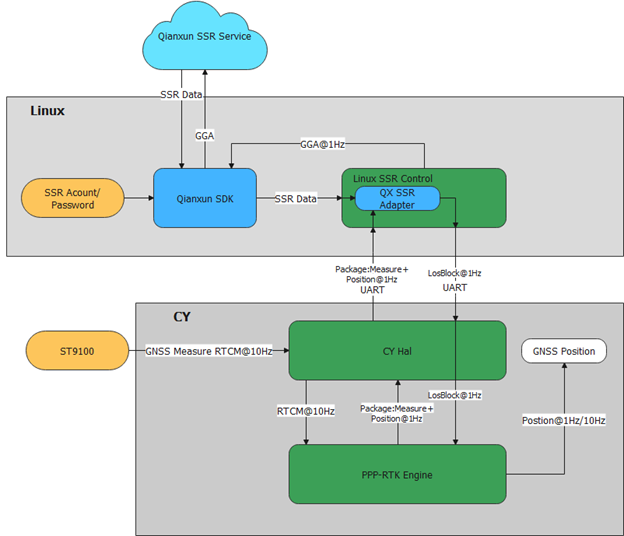 Qianxun SSR Service
SSR Data
GGA
Linux
GGA@1Hz
SSR Acount/
Password
Qianxun SDK
SSR Data
Linux SSR Control
QX SSR
Adapter
Package:Measure+
Position@1Hz
UART
LosBlock@1Hz
UART
CY
ST9100
GNSS Measure RTCM@10Hz
CY Hal
GNSS Position
RTCM@10Hz
Package:Measure+
Position@1Hz
LosBlock@1Hz
Postion@1Hz/10Hz
PPP-RTK Engine